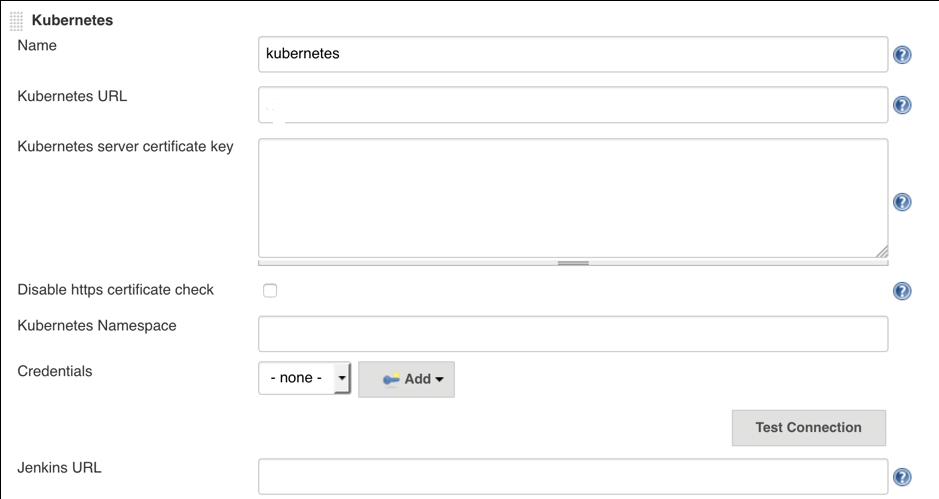 Kubernetes
Name
kubernetes
Kubernetes URL
Kubernetes server certificate key
Disable https certificate check
Kubernetes Namespace
Credentials
- none -
Add
Test Connection
Jenkins URL